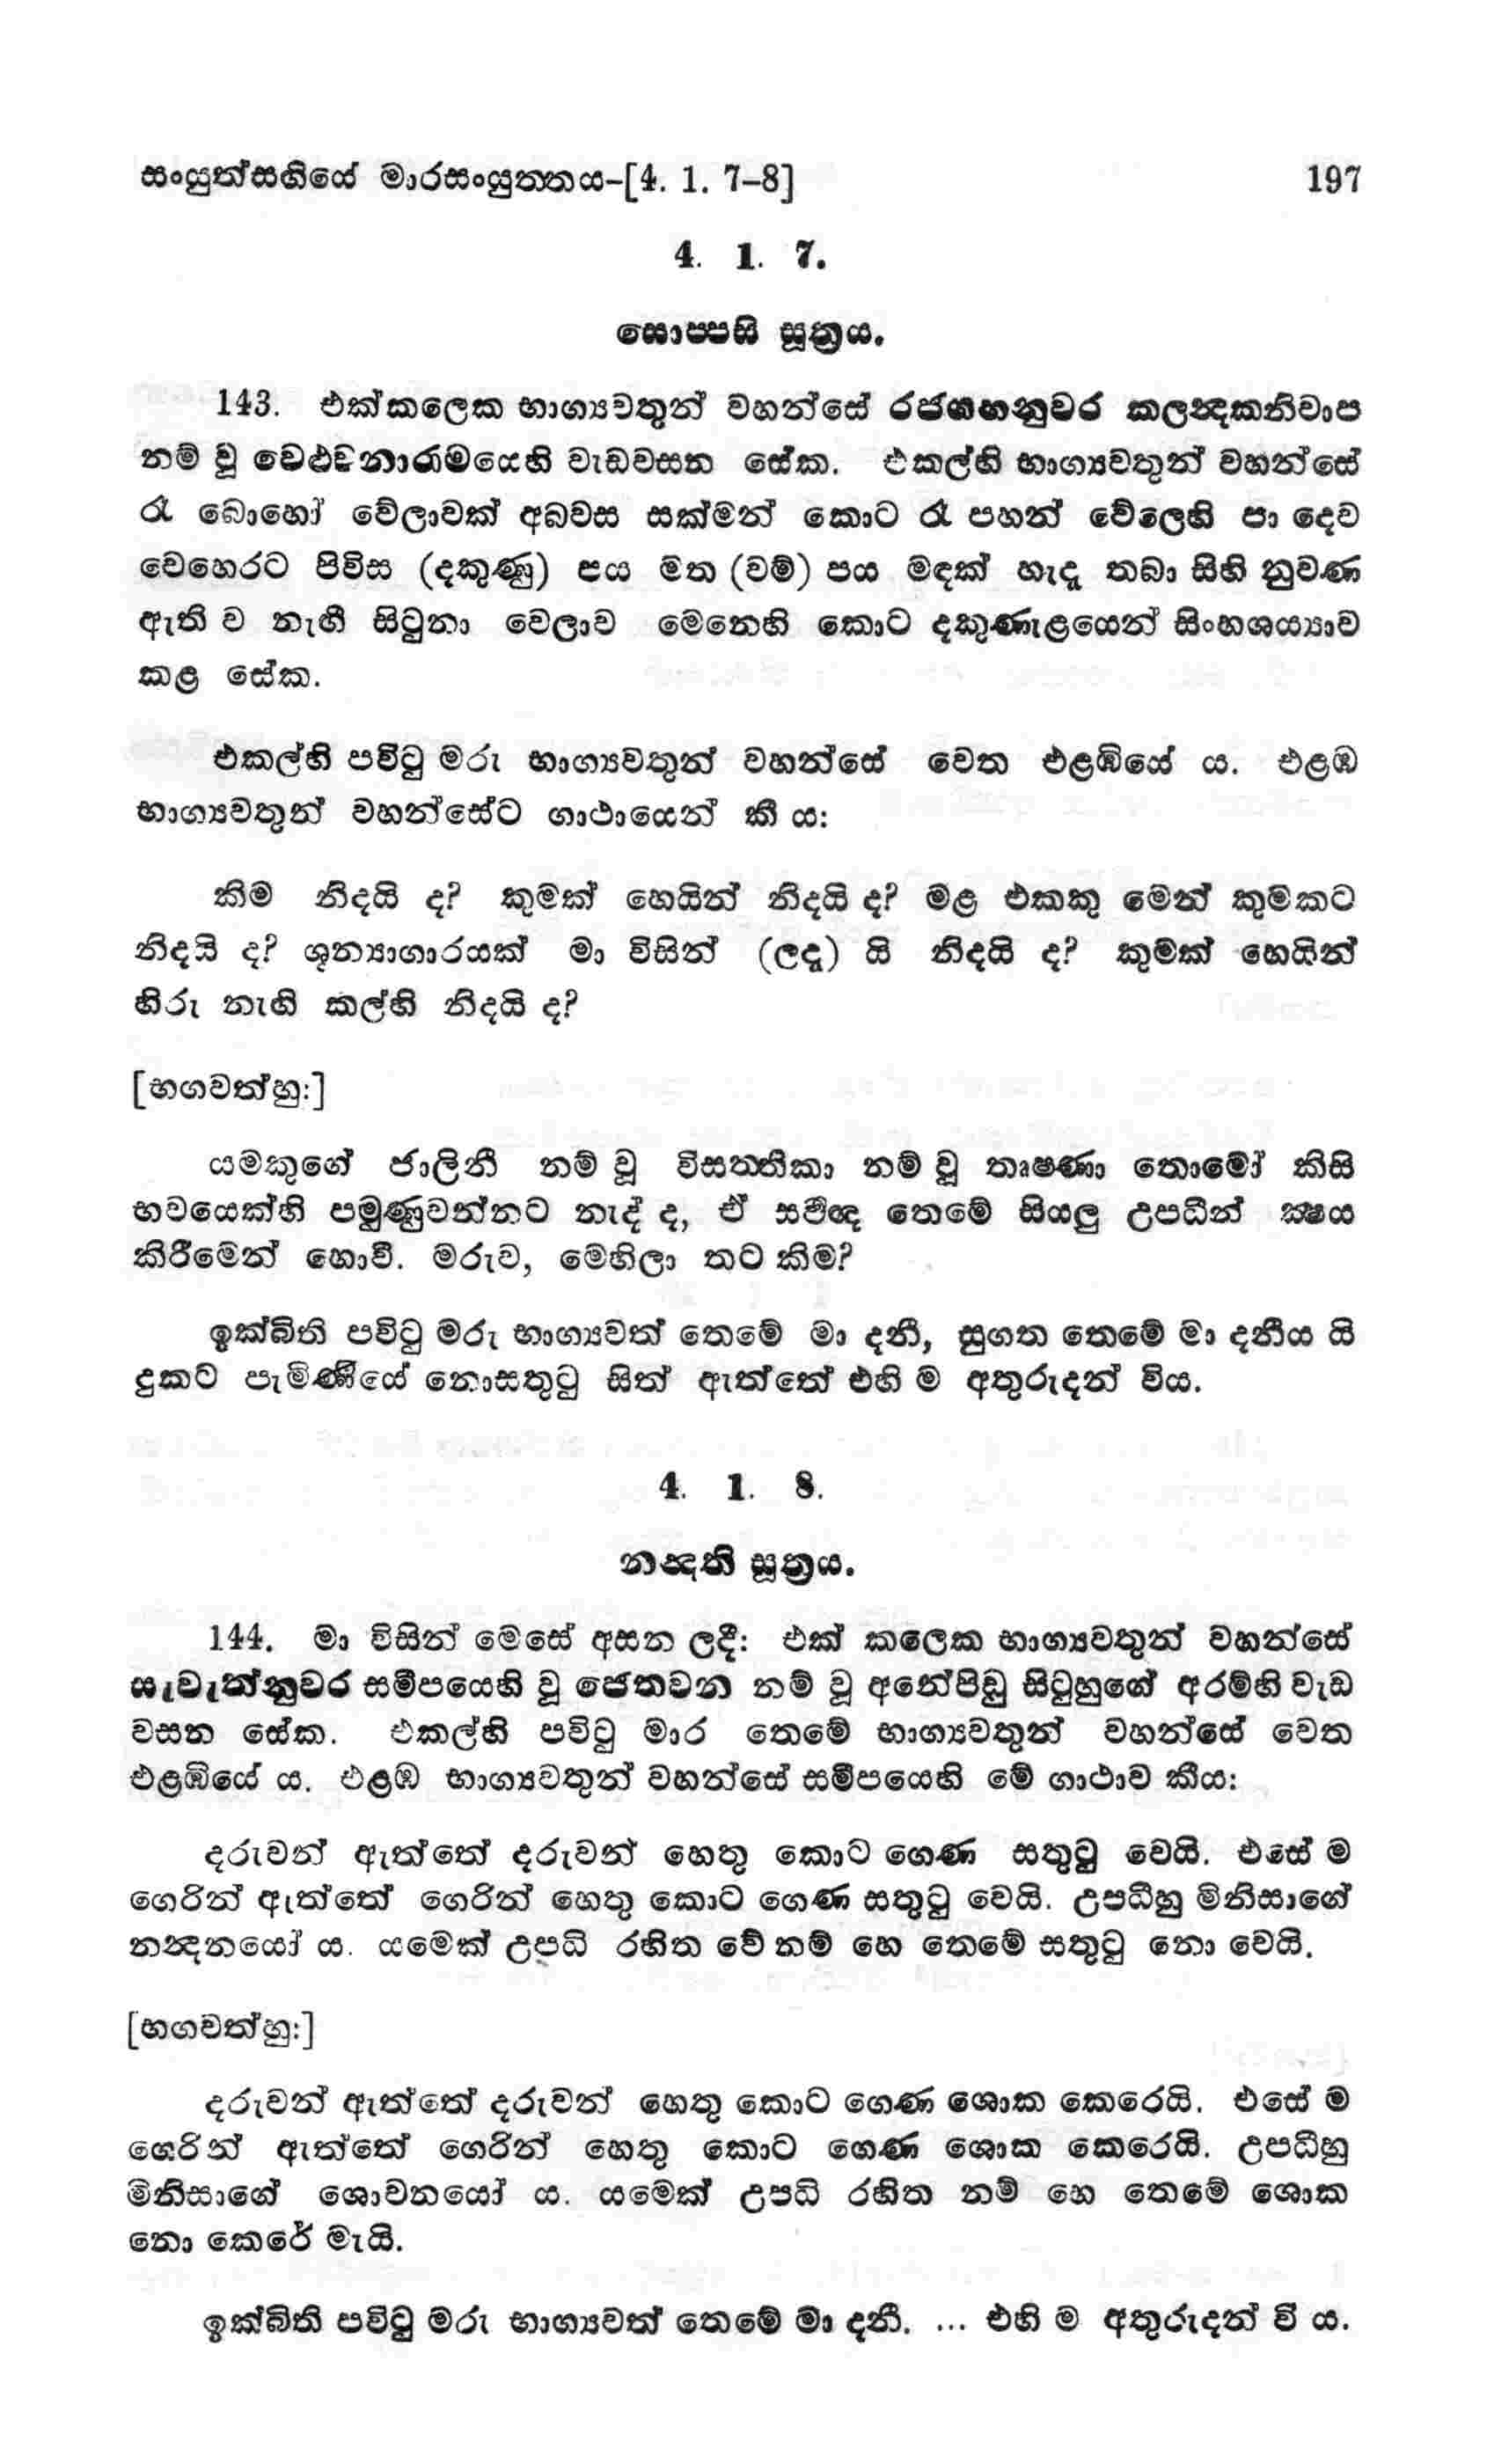 සංයුත්සඟියේ මාරසංයුත්තය-[4. 1. 7-8] 197
4. 1. 7.
සොප්පසි සූත්‍රය.
143. එක්කලෙක භාග්‍යවතුන් වහන්සේ රජගහනුවර කලන්‍දකනිවාප
නම් වූ වෙළුවනාරාමයෙහි වැඩවසන සේක. එකල්හි භාග්‍යවතුන් වහන්සේ
රෑ බොහෝ වේලාවක් අබවස සක්මන් කොට රෑ පහන් වේලෙහි පා දෙව
වෙහෙරට පිවිස (දකුණු) පය මත (වම්) පය මඳක් හැදෑ තබා සිහි නුවණ
ඇති ව නැඟී සිටුනා වෙලාව මෙනෙහි කොට දකුණැළයෙන් සිංහශය්‍යාව
කළ සේක.
එකල්හි පවිටු මරු භාග්‍යවතුන් වහන්සේ වෙත එළඹියේ ය. එළඹ
භාග්‍යවතුන් වහන්සේට ගාථායෙන් කී ය:
කිම නිදයි ද? කුමක් හෙයින් නිදයි ද? මළ එකකු මෙන් කුමකට
නිදයි ද? ශූන්‍යාගාරයක් මා විසින් (ලදැ) යි නිදයි ද? කුමක් හෙයින්
හිරු නැඟි කල්හි නිදයි ද?
[භගවත්හු:]
යමකුගේ ජාලිනී නම් වූ විසත්තිකා නම් වූ තෘෂ්ණා තොමෝ කිසි
භවයෙක්හි පමුණුවන්නට නැද්ද, ඒ සර්‍වඥ තෙමේ සියලු උපධීන් ක්‍ෂය
කිරීමෙන් හොවී. මරුව, මෙහිලා තට කිම?
ඉක්බිති පවිටු මරු භාග්‍යවත් තෙමේ මා දනී, සුගත තෙමේ මා දනීය යි
දුකට පැමිණියේ නොසතුටු සිත් ඇත්තේ එහි ම අතුරුදන් විය.
4. 1. 8.
නන්‍දති සූත්‍රය.
144. මා විසින් මෙසේ අසන ලදී: එක් කලෙක භාග්‍යවතුන් වහන්සේ
සැවැත්නුවර සමීපයෙහි වූ ජෙතවන නම් වූ අනේපිඬු සිටුහුගේ අරම්හි වැඩ
වසන සේක. එකල්හි පවිටු මාර තෙමේ භාග්‍යවතුන් වහන්සේ වෙත
එළඹියේ ය. එළඹ භාග්‍යවතුන් වහන්සේ සමීපයෙහි මේ ගාථාව කීය:
දරුවන් ඇත්තේ දරුවන් හෙතු කොට ගෙණ සතුටු වෙයි. එසේ ම
ගෙරින් ඇත්තේ ගෙරින් හෙතු කොට ගෙණ සතුටු වෙයි. උපධීහු මිනිසාගේ
නන්‍දනයෝ ය. යමෙක් උපධි රහිත වේ නම් හෙ තෙමේ සතුටු නො වෙයි.
[භගවත්හු:]
දරුවන් ඇත්තේ දරුවන් හෙතු කොට ගෙණ ශොක කෙරෙයි. එසේ ම
ගෙරින් ඇත්තේ ගෙරින් හෙතු කොට ගෙණ ශොක කෙරෙයි. උපධීහු
මිනිසාගේ ශොචනයෝ ය. යමෙක් උපධි රහිත නම් හෙ තෙමේ ශොක
නො කෙරේ මැයි.
ඉක්බිති පවිටු මරු භාග්‍යවත් තෙමේ මා දනී. ... එහි ම අතුරුදන් වී ය.